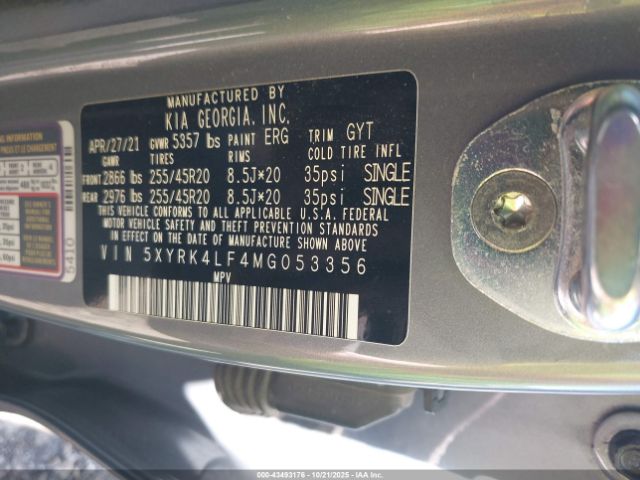 MANUFACTURED BY
KIA GEORGIA, INC.
APR/27/21 GVWR 5357 lbs PAINT ERG TRIM GYT
GAWR TIRES RIMS COLD TIRE INFL
FRONT 2866 lbs 255/45R20 8.5J*20 35psi SINGLE
REAR 2976 lbs 255/45R20 8.5J*20 35psi SINGLE
THIS VEHICLE CONFORMS TO ALL APPLICABLE U.S.A. FEDERAL
MOTOR VEHICLE SAFETY AND THEFT PREVENTION STANDARDS
IN EFFECT ON THE DATE OF MANUFACTURE SHOWN ABOVE.
VIN 5XYRK4LF4MG053356
MPV
INFORMATION
5410
000-43493176 - 10/21/2025 - IAA Inc.